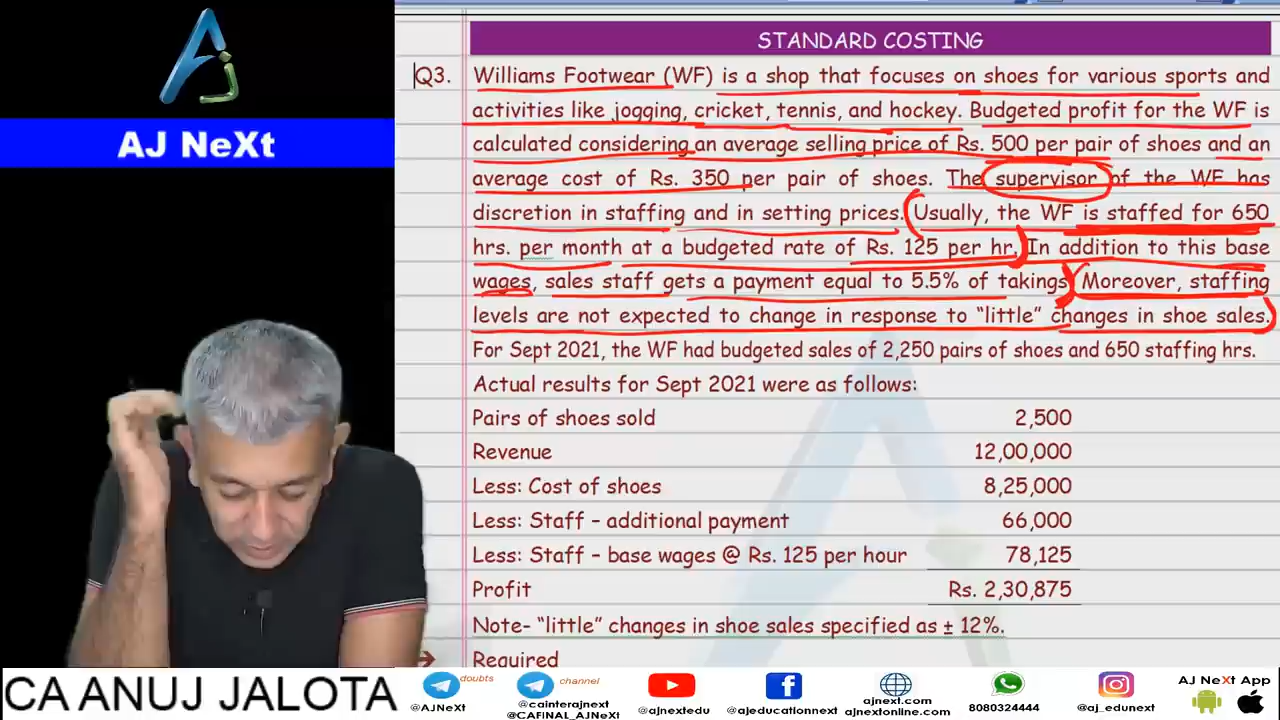 STANDARD COSTING
Q3. Williams Footwear (WF) is a shop that focuses on shoes for various sports and
activities like jogging, cricket, tennis, and hockey. Budgeted profit for the WF is
calculated considering an average selling price of Rs. 500 per pair of shoes and an
average cost of Rs. 350 per pair of shoes. The supervisor of the WF has
discretion in staffing and in setting prices. Usually, the WF is staffed for 650
hrs. per month at a budgeted rate of Rs. 125 per hr. In addition to this base
wages, sales staff gets a payment equal to 5.5% of takings. Moreover, staffing
levels are not expected to change in response to “little” changes in shoe sales.
For Sept 2021, the WF had budgeted sales of 2,250 pairs of shoes and 650 staffing hrs.
Actual results for Sept 2021 were as follows:
Pairs of shoes sold 2,500
Revenue 12,00,000
Less: Cost of shoes 8,25,000
Less: Staff – additional payment 66,000
Less: Staff – base wages @ Rs. 125 per hour 78,125
Profit Rs. 2,30,875
Note- “little” changes in shoe sales specified as ± 12%.
Required
AJ NeXt
CA ANUJ JALOTA
doubts
@AJNeXt
channel
@cainterajnext
@CAFINAL_AJNeXt
@ajnextedu
@ajeducationnext
ajnext.com
ajnextonline.com
8080324444
@aj_edunext
AJ NeXt App